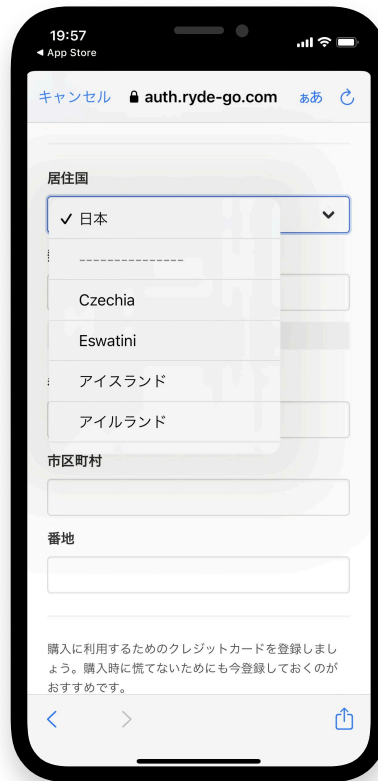 19:57
◀ App Store
キャンセル auth.ryde-go.com ぁあ
居住国
✓ 日本
---------------
Czechia
Eswatini
アイスランド
アイルランド
市区町村
番地
購入に利用するためのクレジットカードを登録しまし
ょう。購入時に慌てないためにも今登録しておくのが
おすすめです。